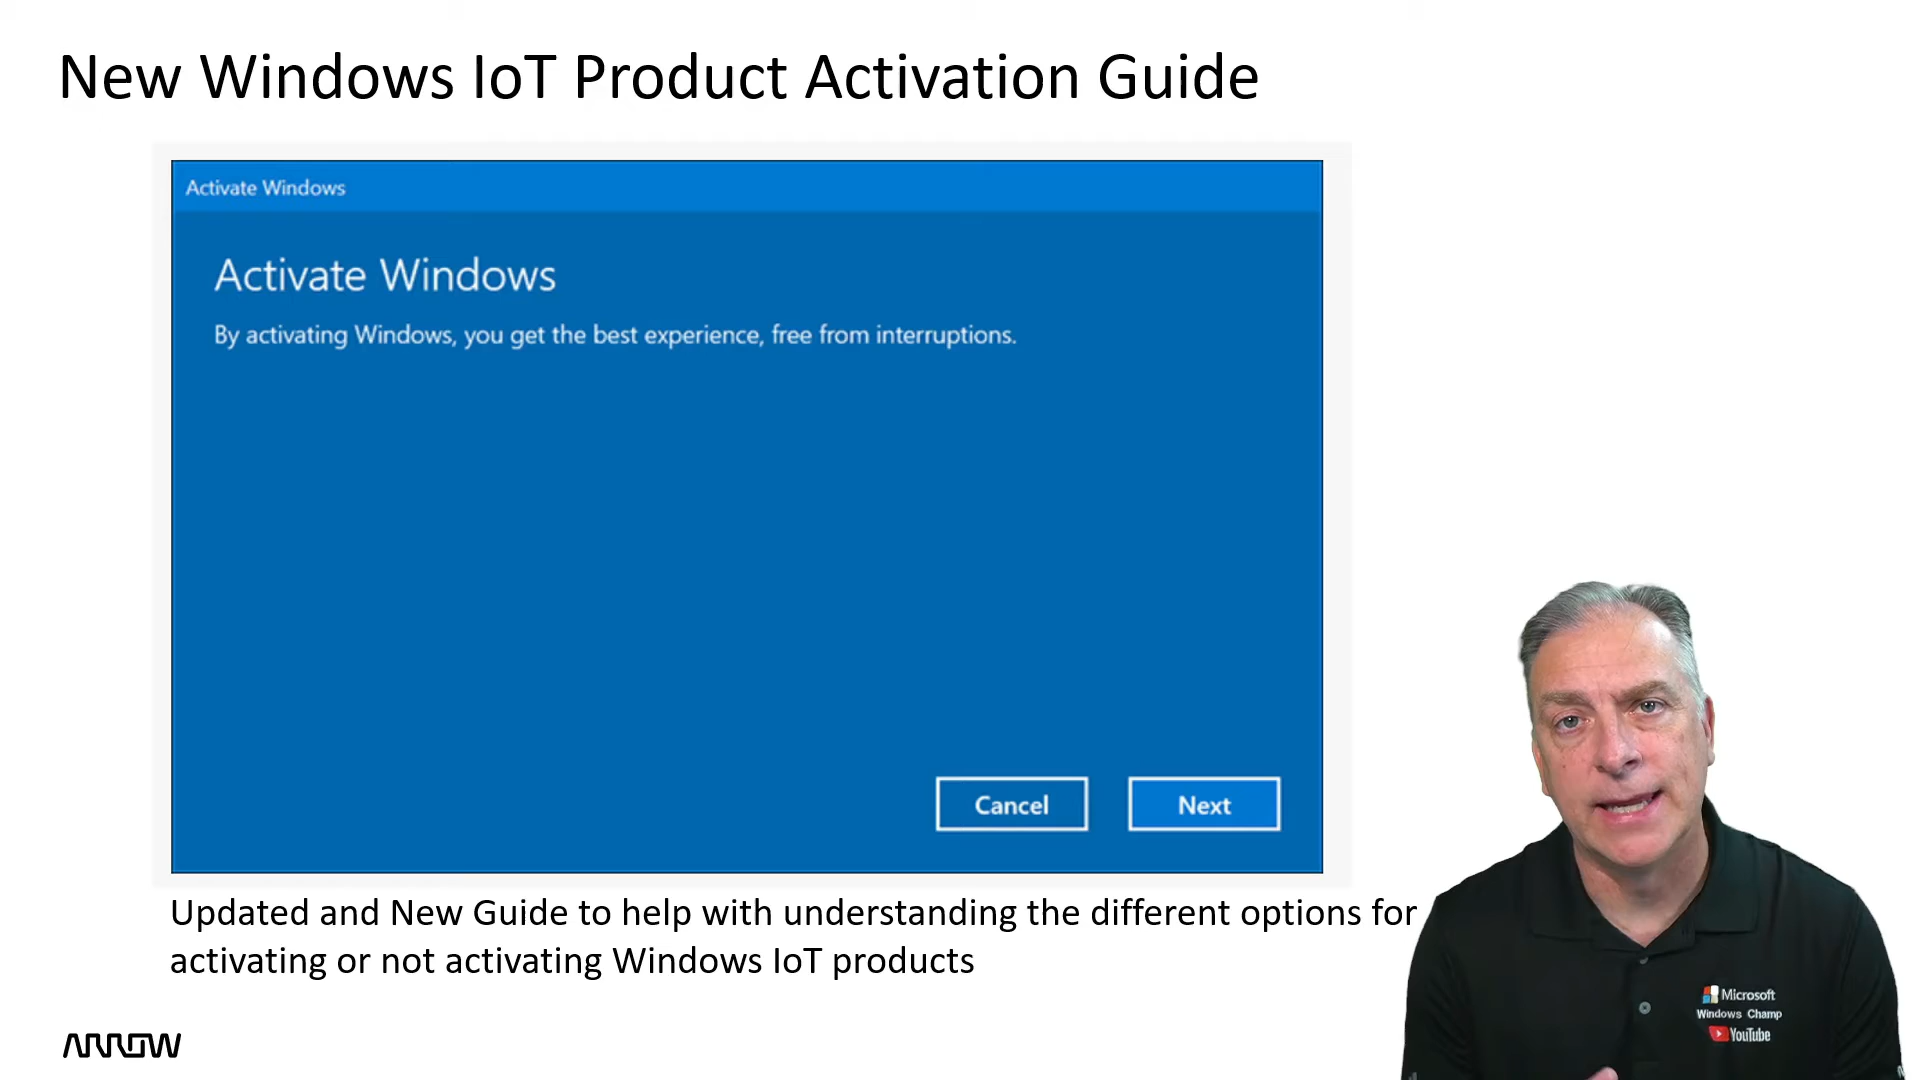 New Windows IoT Product Activation Guide
Activate Windows
Activate Windows
By activating Windows, you get the best experience, free from interruptions.
Cancel
Next
Updated and New Guide to help with understanding the different options for
activating or not activating Windows IoT products
ARROW
Microsoft
Windows Champ
YouTube